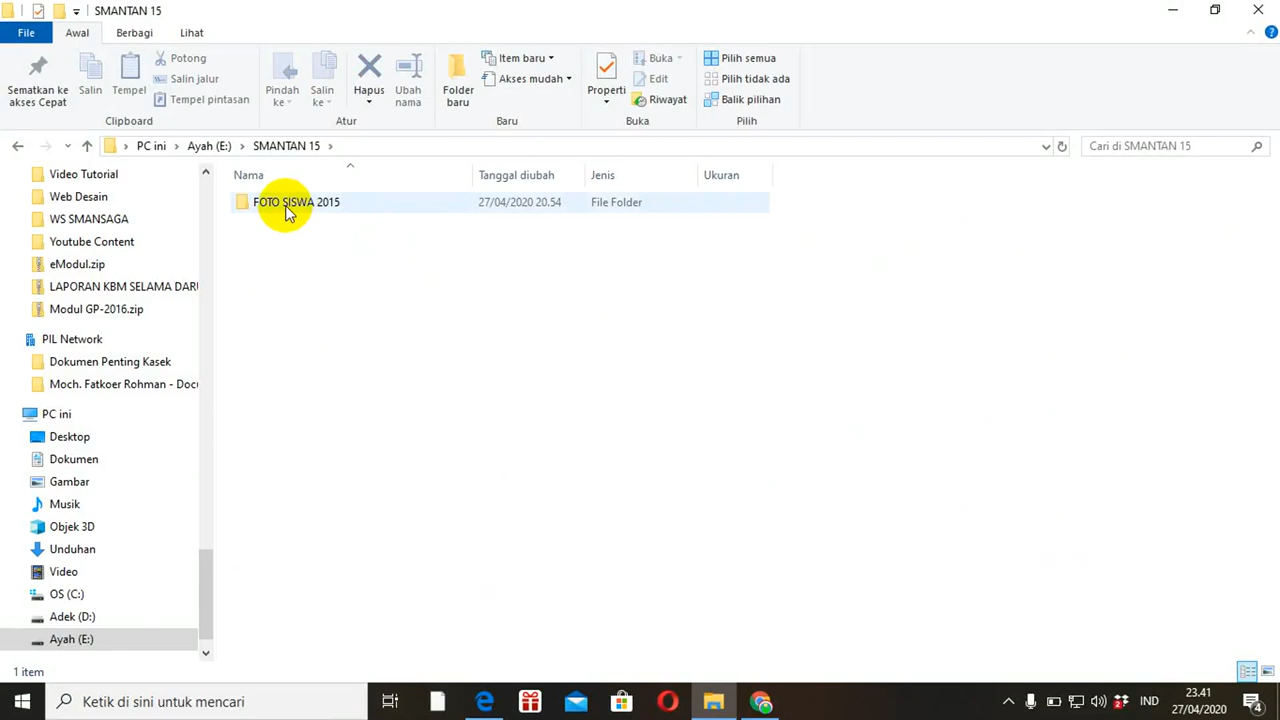 SMANTAN 15
File Awal Berbagi Lihat
Sematkan ke akses Cepat
Salin
Tempel
Potong
Salin jalur
Tempel pintasan
Clipboard
Pindah ke
Salin ke
Hapus
Ubah nama
Atur
Folder baru
Item baru
Akses mudah
Baru
Properti
Buka
Edit
Riwayat
Buka
Pilih semua
Pilih tidak ada
Balik pilihan
Pilih
PC ini Ayah (E:) SMANTAN 15
Cari di SMANTAN 15
Video Tutorial
Web Desain
WS SMANSAGA
Youtube Content
eModul.zip
LAPORAN KBM SELAMA DARU
Modul GP-2016.zip
PIL Network
Dokumen Penting Kasek
Moch. Fatkoer Rohman - Docu
PC ini
Desktop
Dokumen
Gambar
Musik
Objek 3D
Unduhan
Video
OS (C:)
Adek (D:)
Ayah (E:)
Nama Tanggal diubah Jenis Ukuran
FOTO SISWA 2015 27/04/2020 20.54 File Folder
1 item
Ketik di sini untuk mencari
IND
23.41
27/04/2020
4